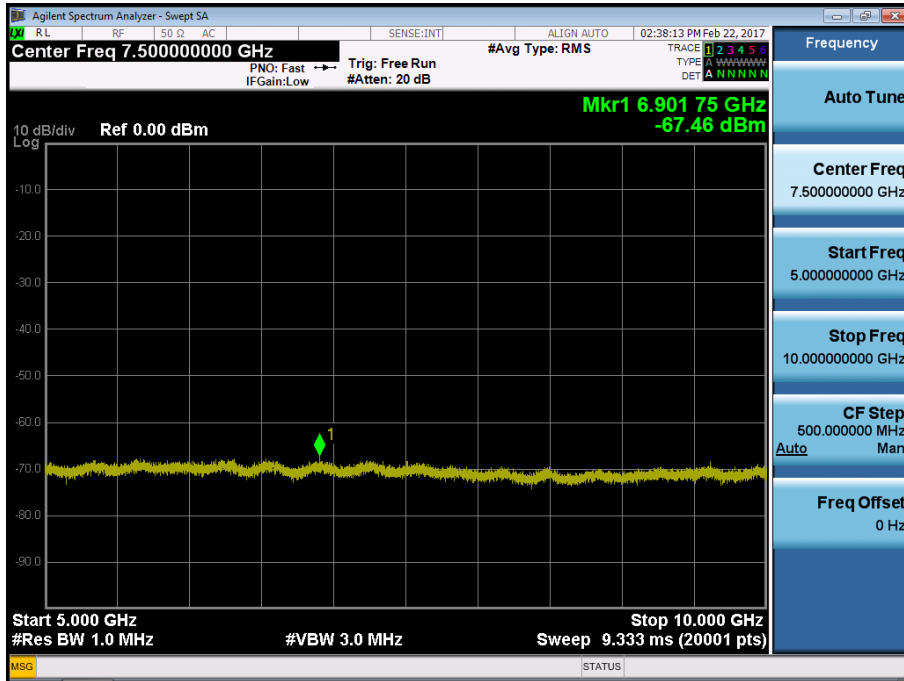 Agilent Spectrum Analyzer - Swept SA
LXI RL RF 50 Ω AC SENSE:INT ALIGN AUTO 02:38:13 PM Feb 22, 2017
Center Freq 7.500000000 GHz
PNO: Fast
IFGain:Low
Trig: Free Run
#Atten: 20 dB
#Avg Type: RMS
TRACE 1 2 3 4 5 6
TYPE A WWWWW
DET A N N N N N
Mkr1 6.901 75 GHz
-67.46 dBm
10 dB/div Ref 0.00 dBm
Log
-10.0
-20.0
-30.0
-40.0
-50.0
-60.0
-70.0
-80.0
-90.0
1
Start 5.000 GHz Stop 10.000 GHz
#Res BW 1.0 MHz #VBW 3.0 MHz Sweep 9.333 ms (20001 pts)
MSG STATUS
Frequency
Auto Tune
Center Freq
7.500000000 GHz
Start Freq
5.000000000 GHz
Stop Freq
10.000000000 GHz
CF Step
500.000000 MHz
Auto Man
Freq Offset
0 Hz